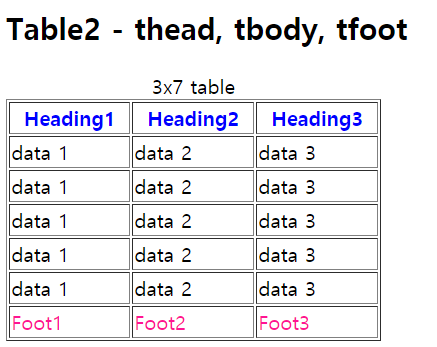 Table2 - thead, tbody, tfoot
3x7 table
Heading1 Heading2 Heading3
data 1 data 2 data 3
data 1 data 2 data 3
data 1 data 2 data 3
data 1 data 2 data 3
data 1 data 2 data 3
Foot1 Foot2 Foot3